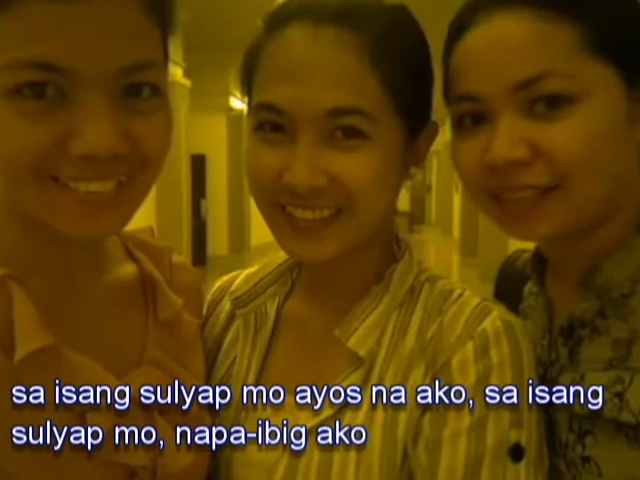 sa isang sulyap mo ayos na ako, sa isang
sulyap mo, napa-ibig ako